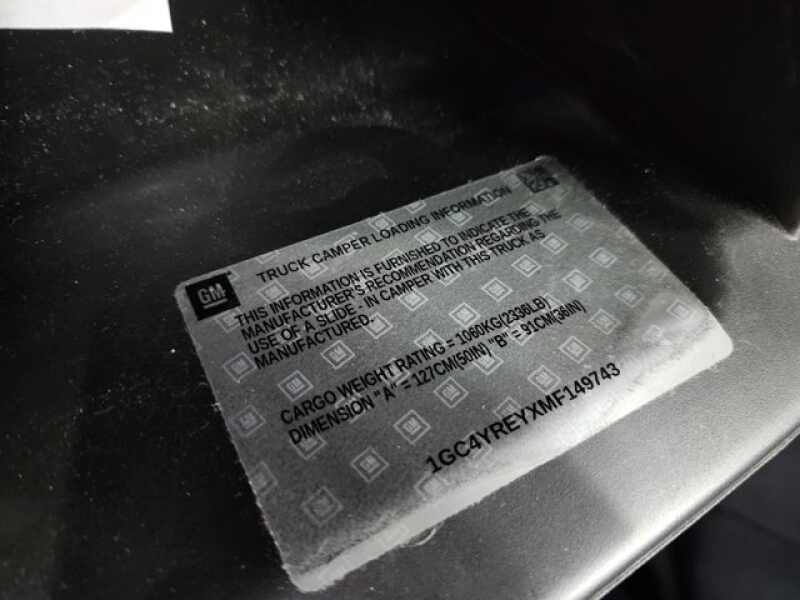 GM
TRUCK CAMPER LOADING INFORMATION
THIS INFORMATION IS FURNISHED TO INDICATE THE
MANUFACTURER'S RECOMMENDATION REGARDING THE
USE OF A SLIDE - IN CAMPER WITH THIS TRUCK AS
MANUFACTURED.
CARGO WEIGHT RATING = 1060KG(2336LB)/
DIMENSION "A" = 127CM(50IN) "B" = 91CM(36IN)
1GC4YREYXMF149743